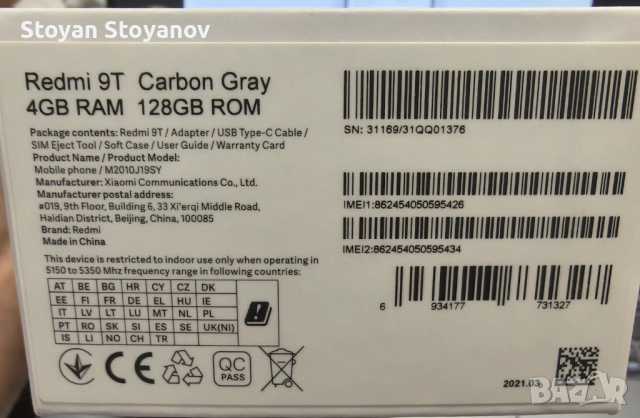 Stoyan Stoyanov
Redmi 9T Carbon Gray
4GB RAM 128GB ROM
Package contents: Redmi 9T / Adapter / USB Type-C Cable /
SIM Eject Tool / Soft Case / User Guide / Warranty Card
Product Name / Product Model:
Mobile phone / M2010J19SY
Manufacturer: Xiaomi Communications Co., Ltd.
Manufacturer postal address:
#019, 9th Floor, Building 6, 33 Xi'erqi Middle Road,
Haidian District, Beijing, China, 100085
Brand: Redmi
Made in China
This device is restricted to indoor use only when operating in
5150 to 5350 Mhz frequency range in following countries:
AT BE BG HR CY CZ DK
EE FI FR DE EL HU IE
IT LV LT LU MT NL PL
PT RO SK SI ES SE UK(NI)
IS LI NO CH TR
CE
QC
PASS
SN: 31169/31QQ01376
IMEI1:862454050595426
IMEI2:862454050595434
6 934177 731327
2021.03
BAZAR